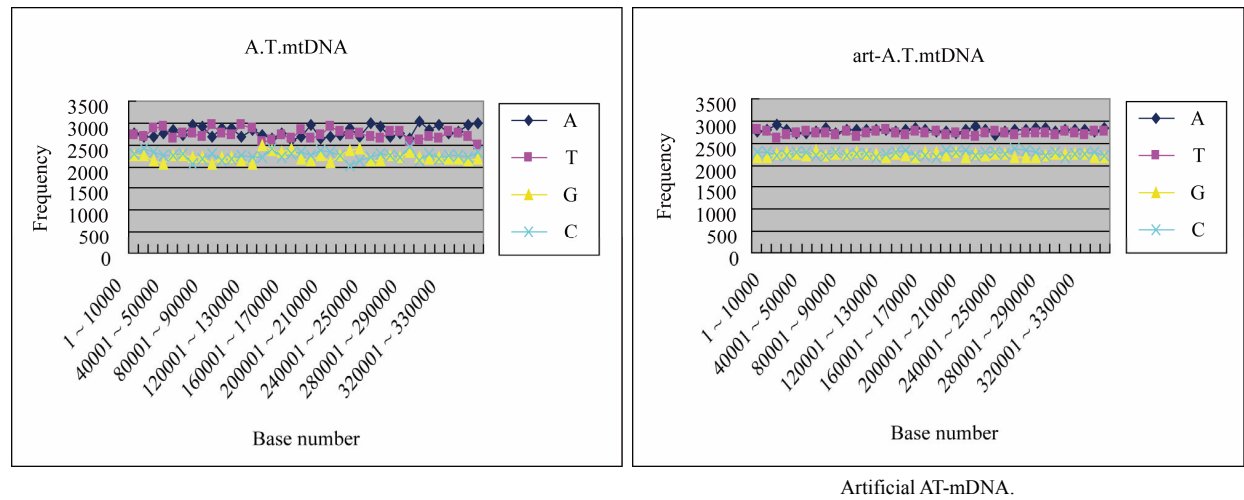 A.T.mtDNA
3500
3000
2500
2000
1500
1000
500
0
Frequency
A
T
G
C
1 ~ 10000
40001 ~ 50000
80001 ~ 90000
120001 ~ 130000
160001 ~ 170000
200001 ~ 210000
240001 ~ 250000
280001 ~ 290000
320001 ~ 330000
Base number
art-A.T.mtDNA
3500
3000
2500
2000
1500
1000
500
0
Frequency
A
T
G
C
1 ~ 10000
40001 ~ 50000
80001 ~ 90000
120001 ~ 130000
160001 ~ 170000
200001 ~ 210000
240001 ~ 250000
280001 ~ 290000
320001 ~ 330000
Base number
Artificial AT-mDNA.